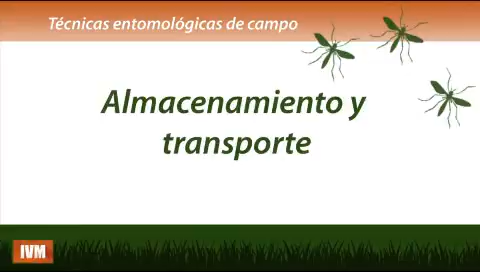 Técnicas entomológicas de campo
Almacenamiento y
transporte
IVM